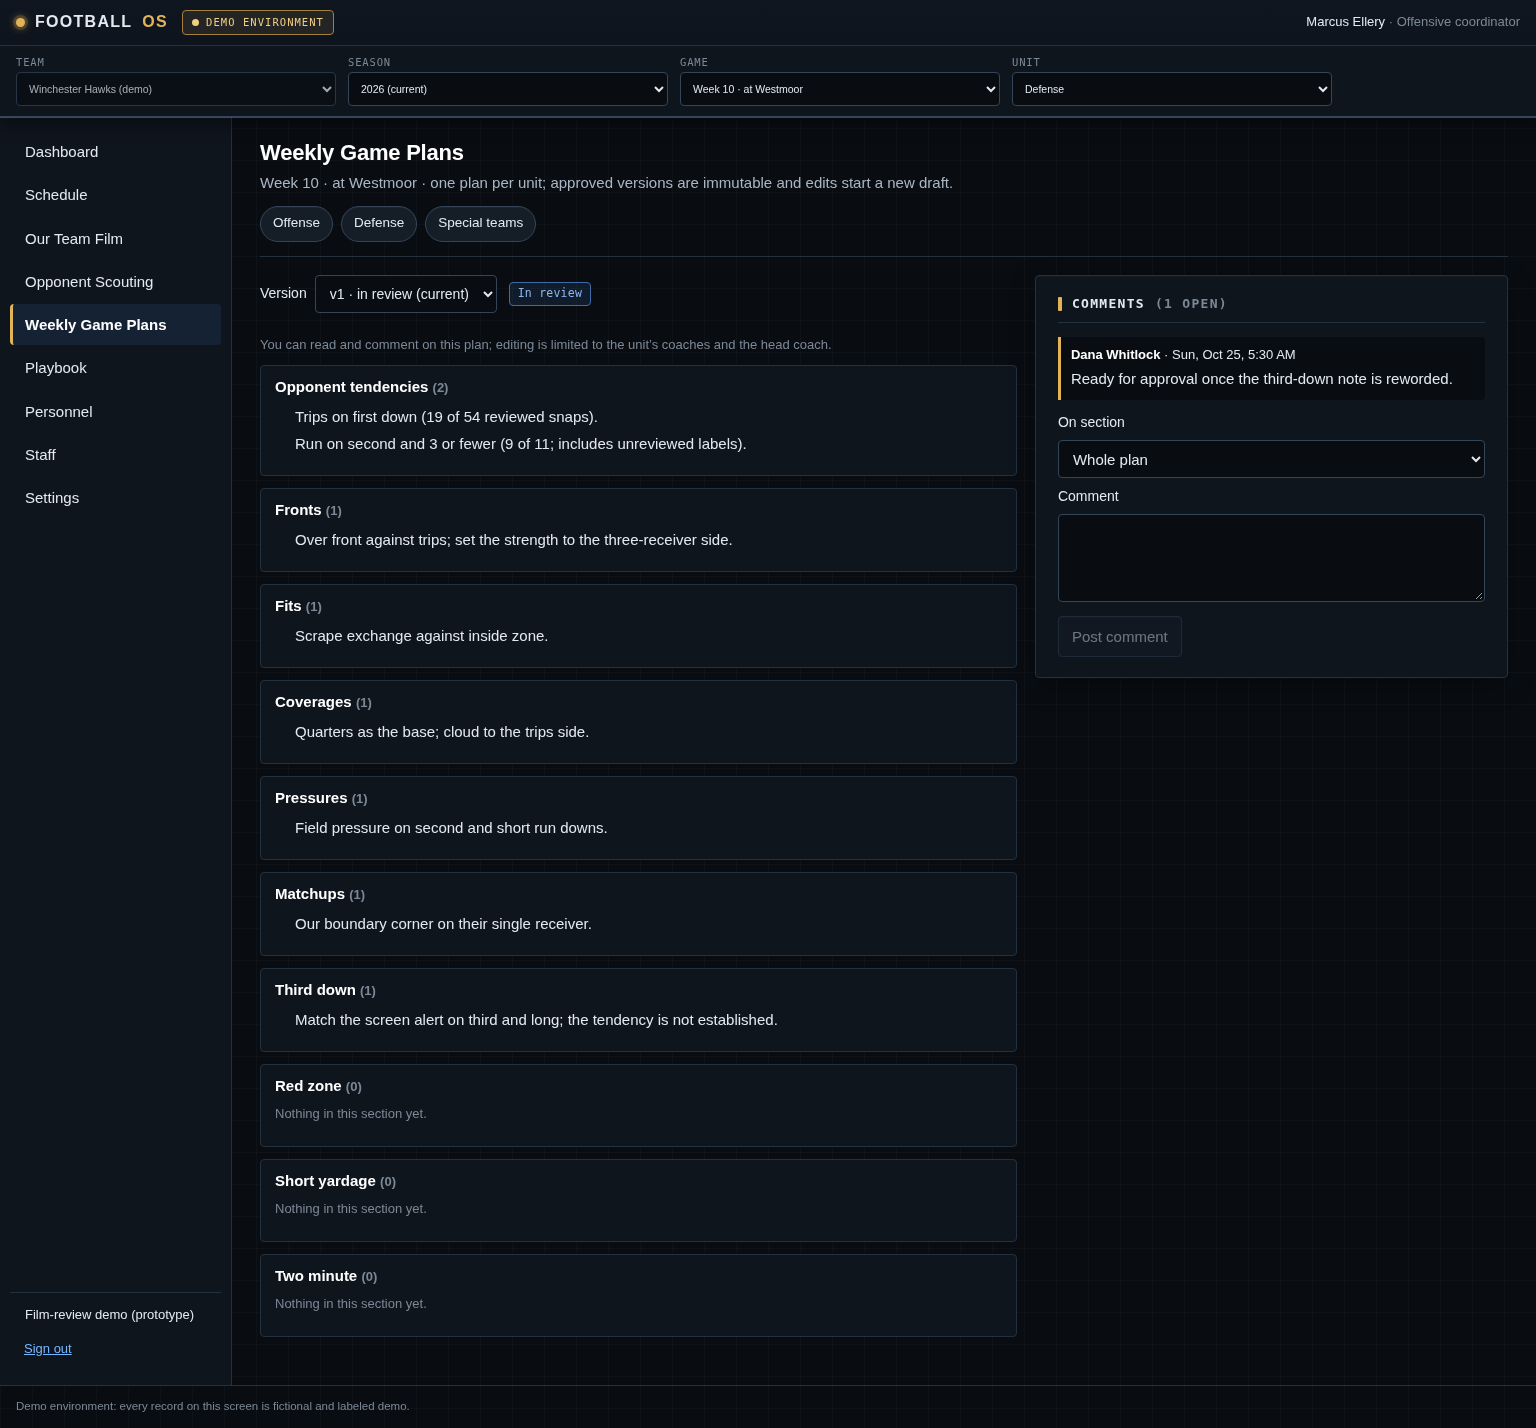 FOOTBALL OS
DEMO ENVIRONMENT
Marcus Ellery · Offensive coordinator
TEAM
Winchester Hawks (demo)
SEASON
2026 (current)
GAME
Week 10 · at Westmoor
UNIT
Defense
Dashboard
Schedule
Our Team Film
Opponent Scouting
Weekly Game Plans
Playbook
Personnel
Staff
Settings
Film-review demo (prototype)
Sign out
Weekly Game Plans
Week 10 · at Westmoor · one plan per unit; approved versions are immutable and edits start a new draft.
Offense
Defense
Special teams
Version
v1 · in review (current)
In review
You can read and comment on this plan; editing is limited to the unit's coaches and the head coach.
Opponent tendencies (2)
Trips on first down (19 of 54 reviewed snaps).
Run on second and 3 or fewer (9 of 11; includes unreviewed labels).
Fronts (1)
Over front against trips; set the strength to the three-receiver side.
Fits (1)
Scrape exchange against inside zone.
Coverages (1)
Quarters as the base; cloud to the trips side.
Pressures (1)
Field pressure on second and short run downs.
Matchups (1)
Our boundary corner on their single receiver.
Third down (1)
Match the screen alert on third and long; the tendency is not established.
Red zone (0)
Nothing in this section yet.
Short yardage (0)
Nothing in this section yet.
Two minute (0)
Nothing in this section yet.
COMMENTS (1 OPEN)
Dana Whitlock · Sun, Oct 25, 5:30 AM
Ready for approval once the third-down note is reworded.
On section
Whole plan
Comment
Post comment
Demo environment: every record on this screen is fictional and labeled demo.